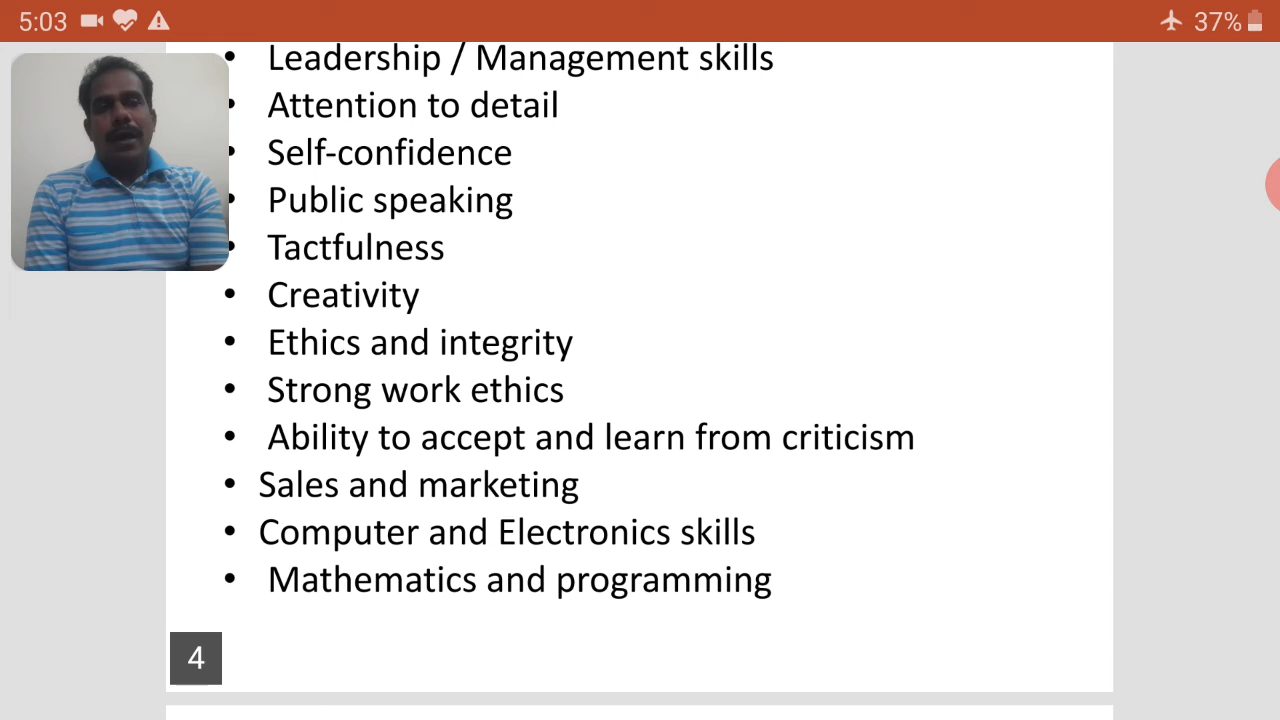 5:03
37%
• Leadership / Management skills
• Attention to detail
• Self-confidence
• Public speaking
• Tactfulness
• Creativity
• Ethics and integrity
• Strong work ethics
• Ability to accept and learn from criticism
• Sales and marketing
• Computer and Electronics skills
• Mathematics and programming
4